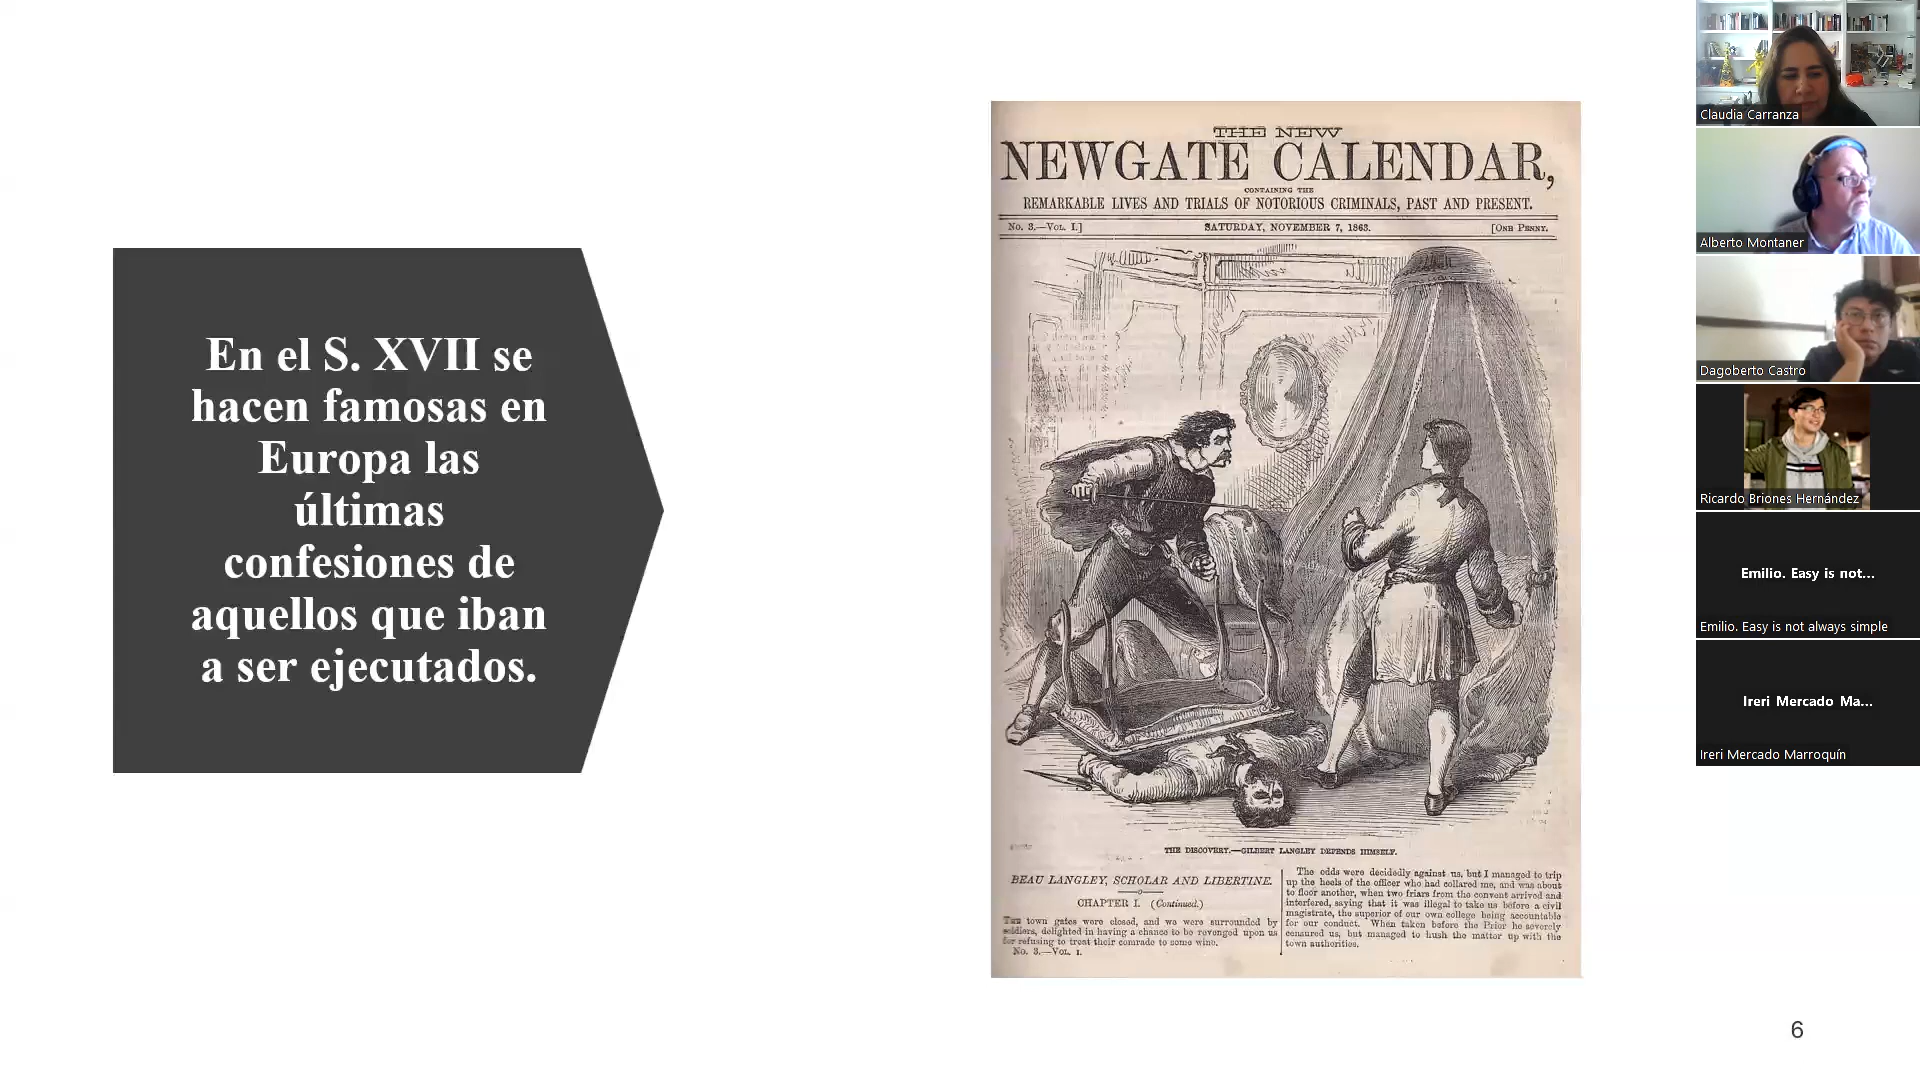 En el S. XVII se
hacen famosas en
Europa las
últimas
confesiones de
aquellos que iban
a ser ejecutados.
THE NEW
NEWGATE CALENDAR,
CONTAINING THE
REMARKABLE LIVES AND TRIALS OF NOTORIOUS CRIMINALS, PAST AND PRESENT.
No. 3.—Vol. I.]
SATURDAY, NOVEMBER 7, 1863.
[One Penny.
THE DISCOVERY.—GILBERT LANGLEY DEFENDS HIMSELF.
BEAU LANGLEY, SCHOLAR AND LIBERTINE.
CHAPTER I. (Continued.)
The town gates were closed, and we were surrounded by
soldiers, delighted in having a chance to be revenged upon us
for refusing to treat their comrade to some wine.
No. 3.—Vol. I.
The odds were decidedly against us, but I managed to trip
up the heels of the officer who had collared me, and was about
to floor another, when two friars from the convent arrived and
interfered, saying that it was illegal to take us before a civil
magistrate, the superior of our own college being accountable
for our conduct. When taken before the Prior he severely
censured us, but managed to hush the matter up with the
town authorities.
6
Claudia Carranza
Alberto Montaner
Dagoberto Castro
Ricardo Briones Hernández
Emilio. Easy is not...
Emilio. Easy is not always simple
Ireri Mercado Ma...
Ireri Mercado Marroquín